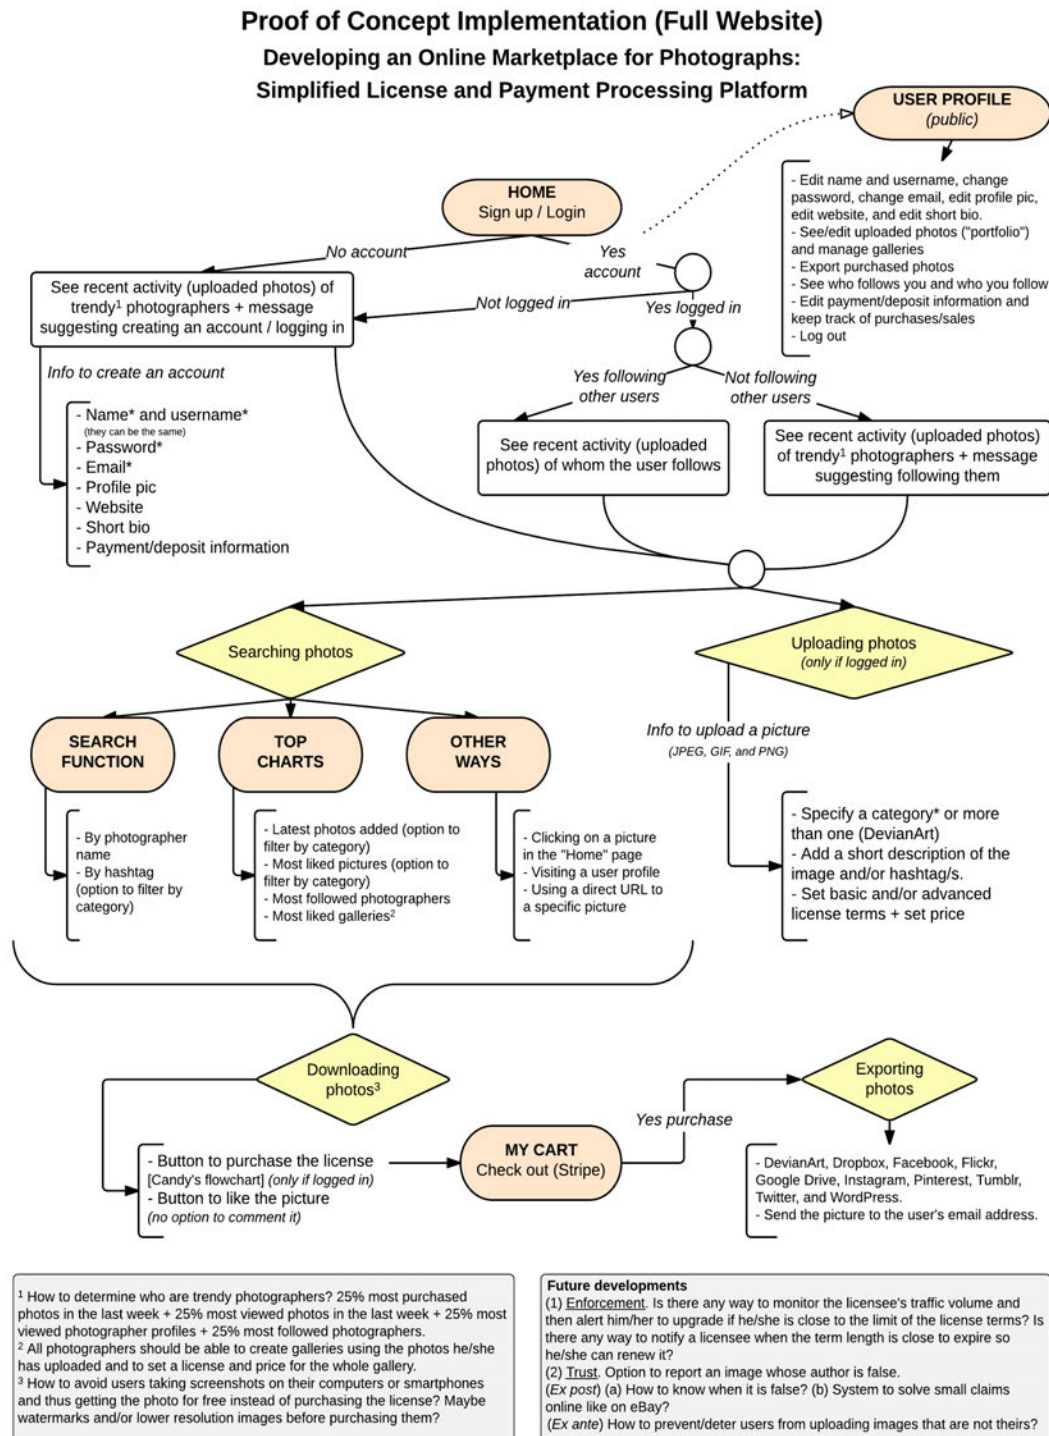 Proof of Concept Implementation (Full Website)
Developing an Online Marketplace for Photographs:
Simplified License and Payment Processing Platform
USER PROFILE
(public)
- Edit name and username, change
password, change email, edit profile pic,
edit website, and edit short bio.
- See/edit uploaded photos ("portfolio")
and manage galleries
- Export purchased photos
- See who follows you and who you follow
- Edit payment/deposit information and
keep track of purchases/sales
- Log out
HOME
Sign up / Login
No account
Yes
account
See recent activity (uploaded photos) of
trendy¹ photographers + message
suggesting creating an account / logging in
Not logged in
Yes logged in
Info to create an account
- Name* and username*
(they can be the same)
- Password*
- Email*
- Profile pic
- Website
- Short bio
- Payment/deposit information
Yes following
other users
Not following
other users
See recent activity (uploaded
photos) of whom the user follows
See recent activity (uploaded photos)
of trendy¹ photographers + message
suggesting following them
Searching photos
Uploading photos
(only if logged in)
SEARCH
FUNCTION
TOP
CHARTS
OTHER
WAYS
Info to upload a picture
(JPEG, GIF, and PNG)
- By photographer
name
- By hashtag
(option to filter by
category)
- Latest photos added (option to
filter by category)
- Most liked pictures (option to
filter by category)
- Most followed photographers
- Most liked galleries²
- Clicking on a picture
in the "Home" page
- Visiting a user profile
- Using a direct URL to
a specific picture
- Specify a category* or more
than one (DevianArt)
- Add a short description of the
image and/or hashtag/s.
- Set basic and/or advanced
license terms + set price
Downloading
photos³
Exporting
photos
Yes purchase
- Button to purchase the license
[Candy's flowchart] (only if logged in)
- Button to like the picture
(no option to comment it)
MY CART
Check out (Stripe)
- DevianArt, Dropbox, Facebook, Flickr,
Google Drive, Instagram, Pinterest, Tumblr,
Twitter, and WordPress.
- Send the picture to the user's email address.
¹ How to determine who are trendy photographers? 25% most purchased
photos in the last week + 25% most viewed photos in the last week + 25% most
viewed photographer profiles + 25% most followed photographers.
² All photographers should be able to create galleries using the photos he/she
has uploaded and to set a license and price for the whole gallery.
³ How to avoid users taking screenshots on their computers or smartphones
and thus getting the photo for free instead of purchasing the license? Maybe
watermarks and/or lower resolution images before purchasing them?
Future developments
(1) Enforcement. Is there any way to monitor the licensee's traffic volume and
then alert him/her to upgrade if he/she is close to the limit of the license terms? Is
there any way to notify a licensee when the term length is close to expire so
he/she can renew it?
(2) Trust. Option to report an image whose author is false.
(Ex post) (a) How to know when it is false? (b) System to solve small claims
online like on eBay?
(Ex ante) How to prevent/deter users from uploading images that are not theirs?